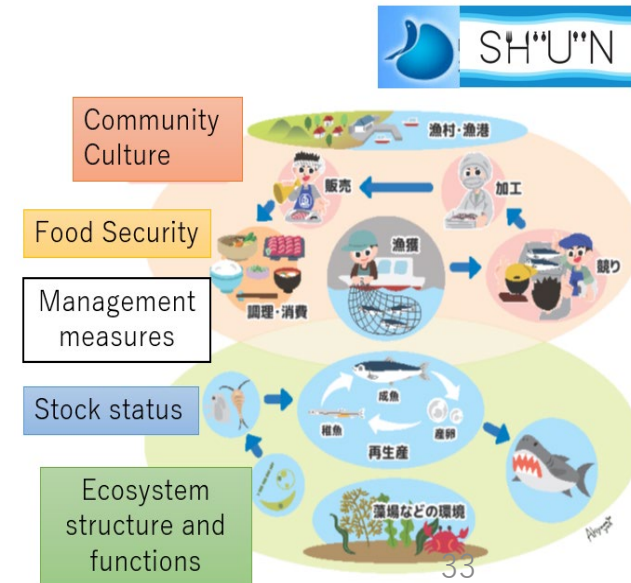 SH"U"N
Community
Culture
漁村・漁港
販売
加工
Food Security
漁獲
競り
調理・消費
Management
measures
成魚
Stock status
稚魚
産卵
再生産
Ecosystem
structure and
functions
藻場などの環境
33